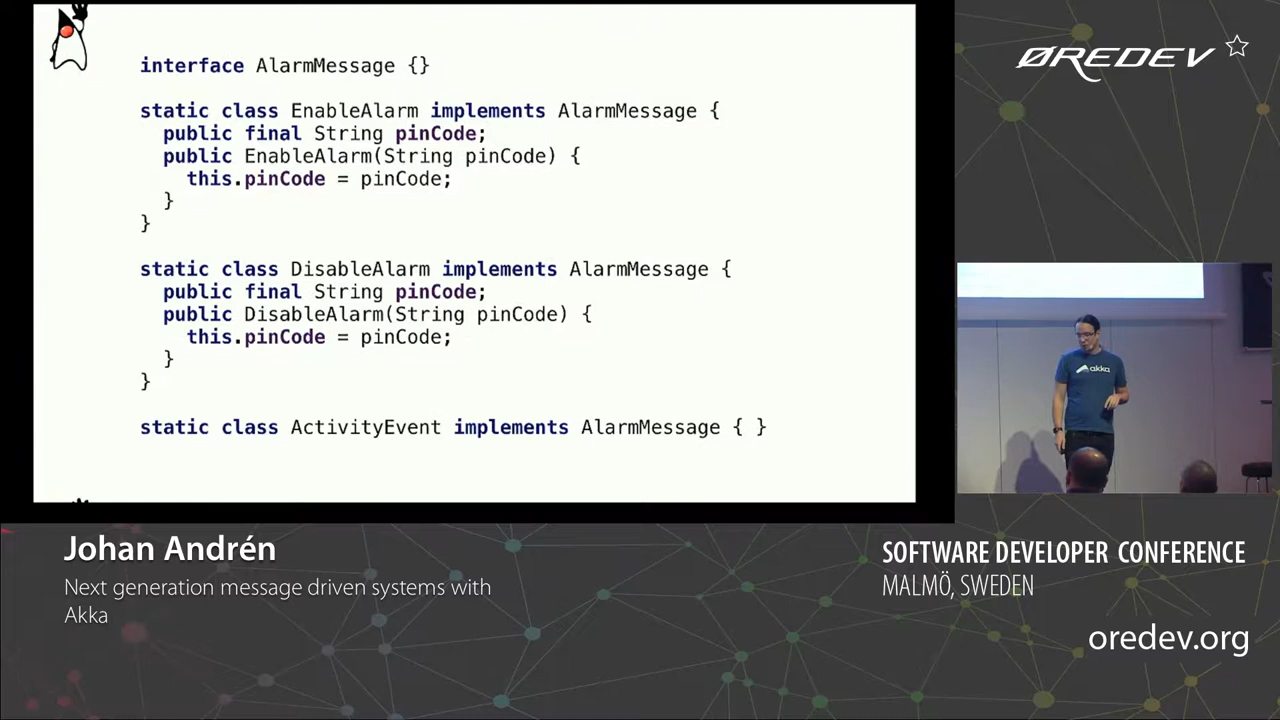 interface AlarmMessage {}
static class EnableAlarm implements AlarmMessage {
public final String pinCode;
public EnableAlarm(String pinCode) {
this.pinCode = pinCode;
}
}
static class DisableAlarm implements AlarmMessage {
public final String pinCode;
public DisableAlarm(String pinCode) {
this.pinCode = pinCode;
}
}
static class ActivityEvent implements AlarmMessage { }
ØREDEV
akka
Johan Andrén
Next generation message driven systems with
Akka
SOFTWARE DEVELOPER CONFERENCE
MALMÖ, SWEDEN
oredev.org